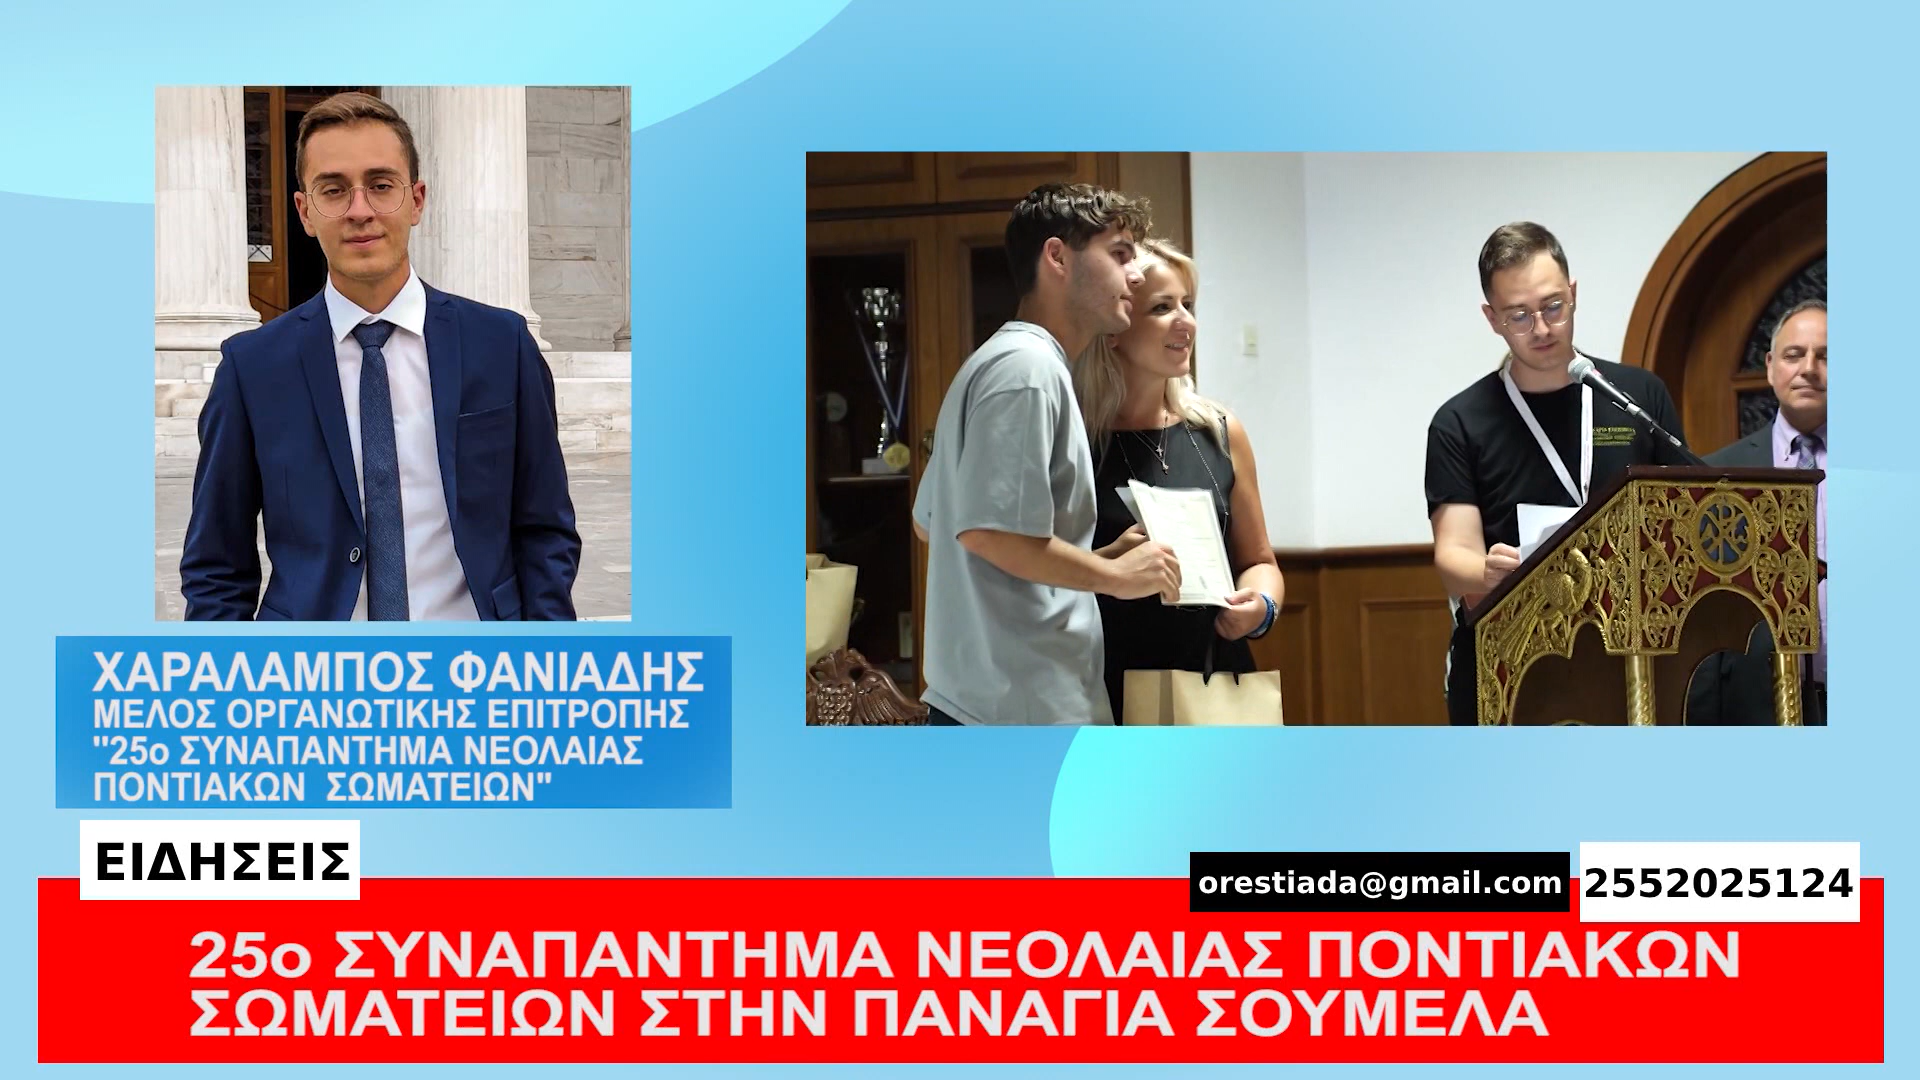 ΧΑΡΑΛΑΜΠΟΣ ΦΑΝΙΑΔΗΣ
ΜΕΛΟΣ ΟΡΓΑΝΩΤΙΚΗΣ ΕΠΙΤΡΟΠΗΣ
"25ο ΣΥΝΑΠΑΝΤΗΜΑ ΝΕΟΛΑΙΑΣ
ΠΟΝΤΙΑΚΩΝ ΣΩΜΑΤΕΙΩΝ"
ΕΙΔΗΣΕΙΣ
orestiada@gmail.com
2552025124
25ο ΣΥΝΑΠΑΝΤΗΜΑ ΝΕΟΛΑΙΑΣ ΠΟΝΤΙΑΚΩΝ
ΣΩΜΑΤΕΙΩΝ ΣΤΗΝ ΠΑΝΑΓΙΑ ΣΟΥΜΕΛΑ